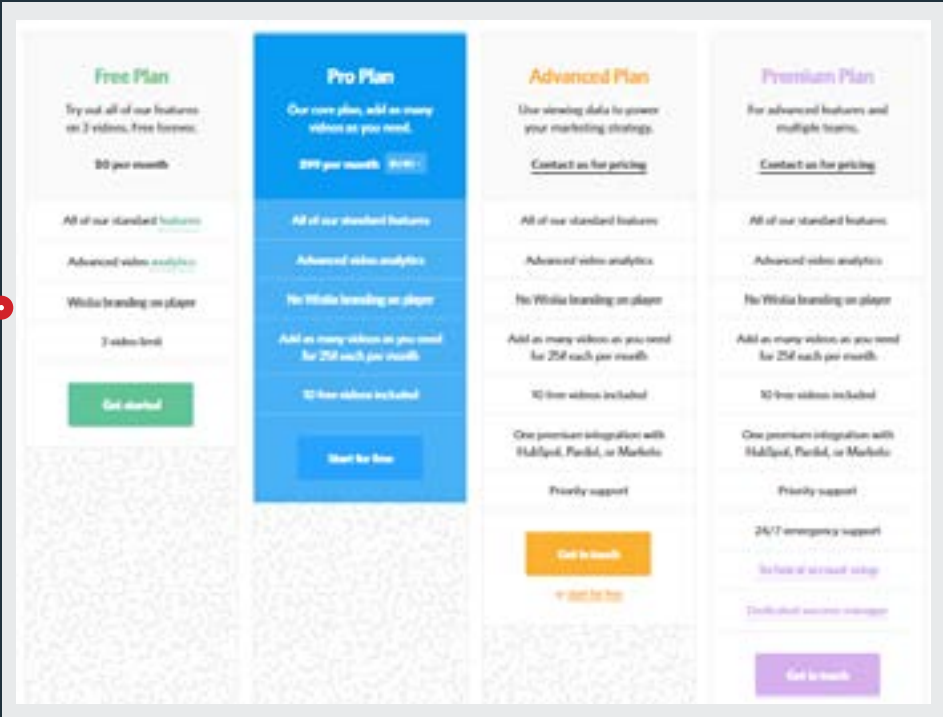 Free Plan
Try out all of our features
on 3 videos. Free forever.
$0 per month
All of our standard features
Advanced video analytics
Wistia branding on player
3 video limit
Get started
Pro Plan
Our core plan, add as many
videos as you need.
$99 per month
All of our standard features
Advanced video analytics
No Wistia branding on player
Add as many videos as you need
for 25¢ each per month
10 free videos included
Start for free
Advanced Plan
Use viewing data to power
your marketing strategy.
Contact us for pricing
All of our standard features
Advanced video analytics
No Wistia branding on player
Add as many videos as you need
for 25¢ each per month
10 free videos included
One premium integration with
HubSpot, Pardot, or Marketo
Priority support
Get in touch
or start for free
Premium Plan
For advanced features and
multiple teams.
Contact us for pricing
All of our standard features
Advanced video analytics
No Wistia branding on player
Add as many videos as you need
for 25¢ each per month
10 free videos included
One premium integration with
HubSpot, Pardot, or Marketo
Priority support
24/7 emergency support
Technical account setup
Dedicated success manager
Get in touch